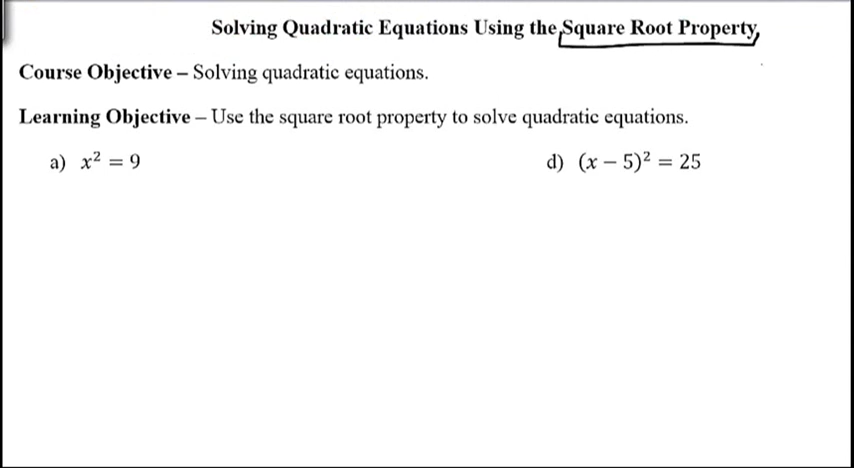 Solving Quadratic Equations Using the Square Root Property
Course Objective – Solving quadratic equations.
Learning Objective – Use the square root property to solve quadratic equations.
a) x² = 9
d) (x – 5)² = 25